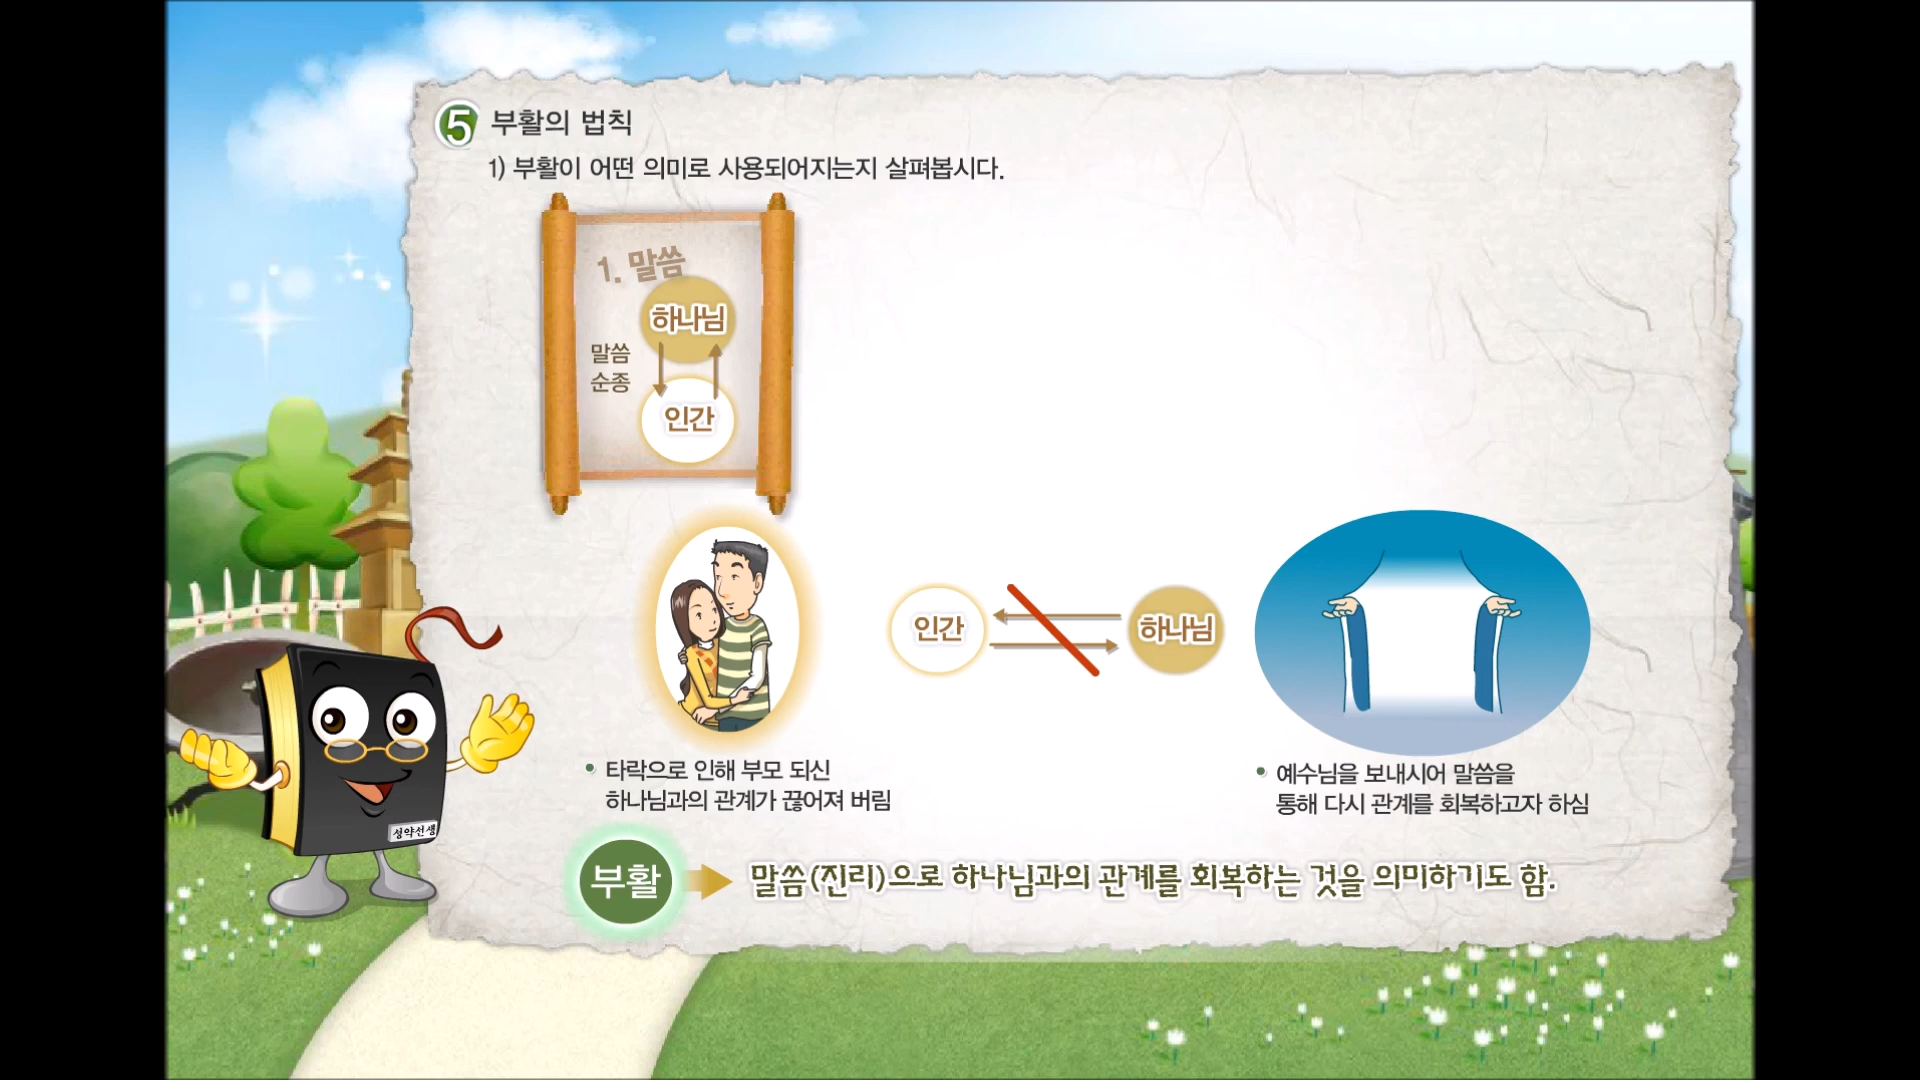 5 부활의 법칙
1) 부활이 어떤 의미로 사용되어지는지 살펴봅시다.
1. 말씀
하나님
말씀
순종
인간
인간
하나님
• 타락으로 인해 부모 되신
하나님과의 관계가 끊어져 버림
• 예수님을 보내시어 말씀을
통해 다시 관계를 회복하고자 하심
성약선생
부활
말씀(진리)으로 하나님과의 관계를 회복하는 것을 의미하기도 함.